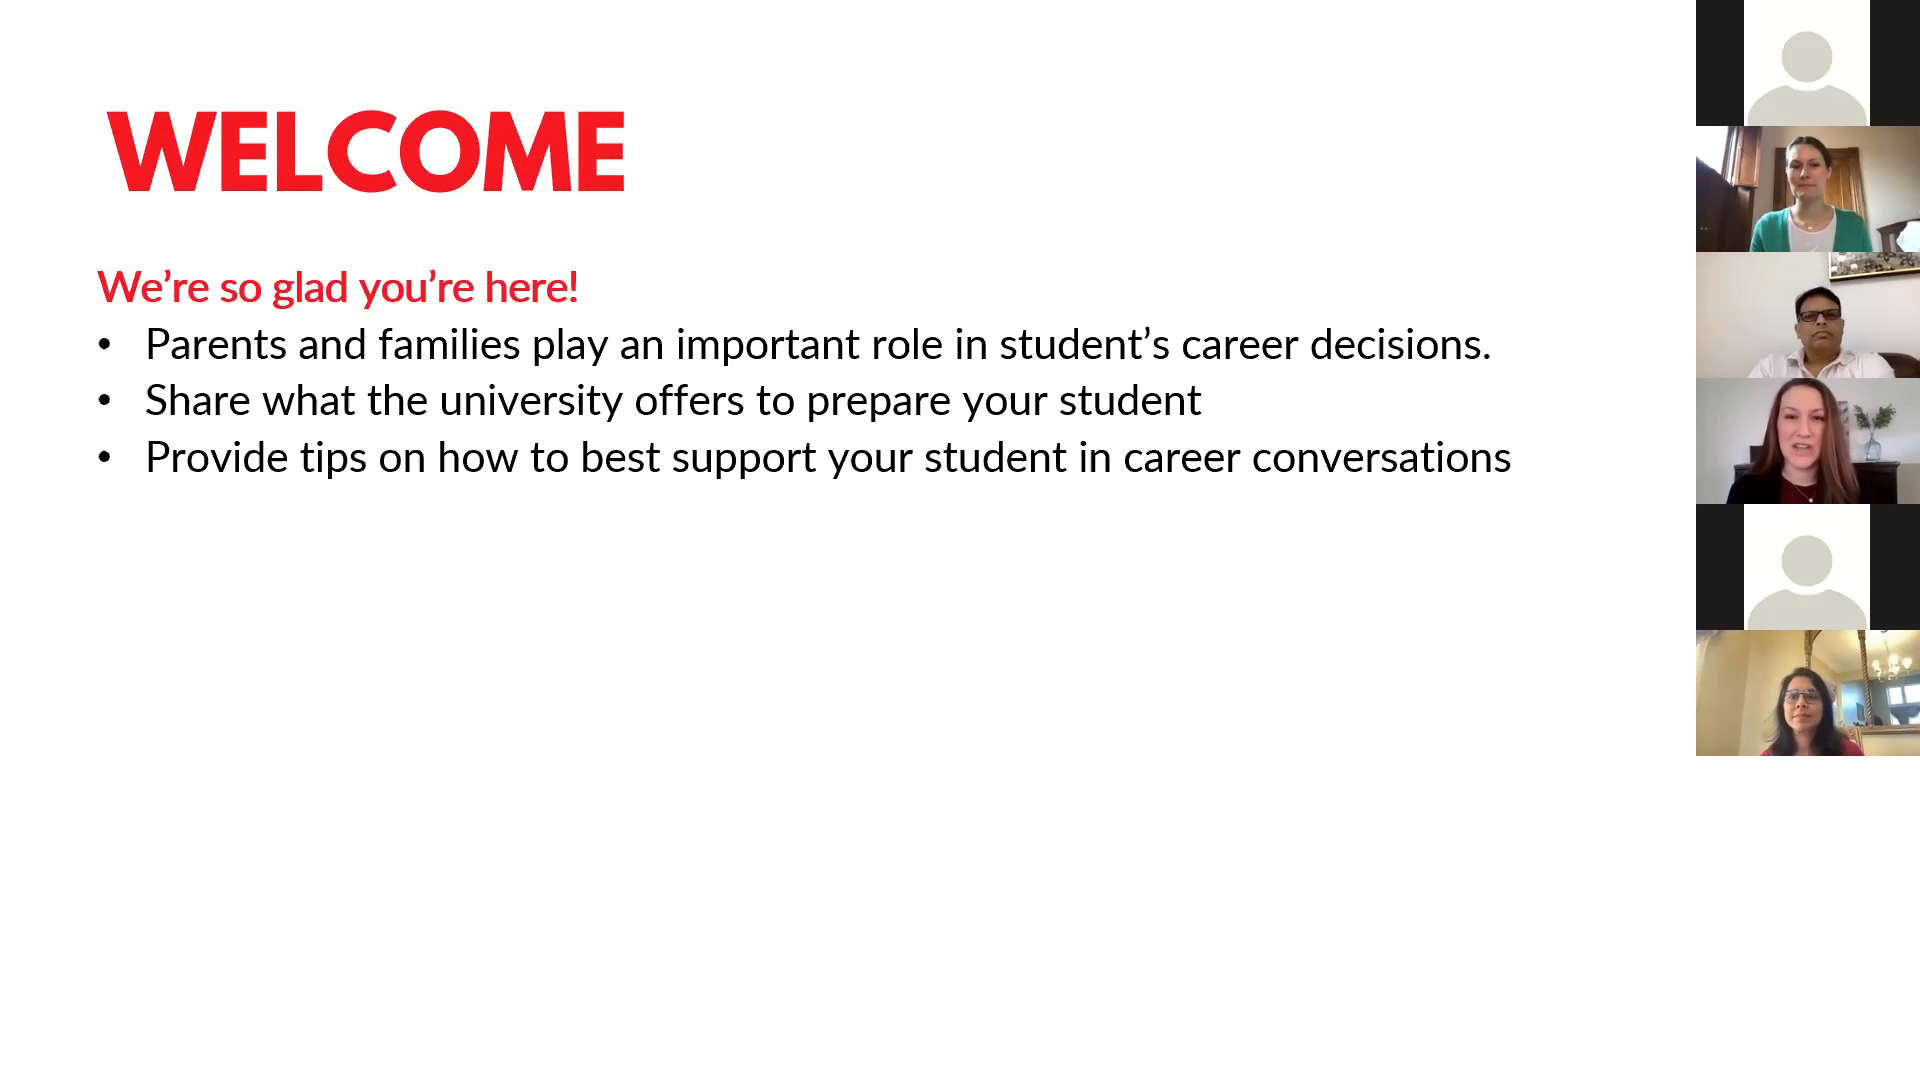 WELCOME
We’re so glad you’re here!
• Parents and families play an important role in student’s career decisions.
• Share what the university offers to prepare your student
• Provide tips on how to best support your student in career conversations